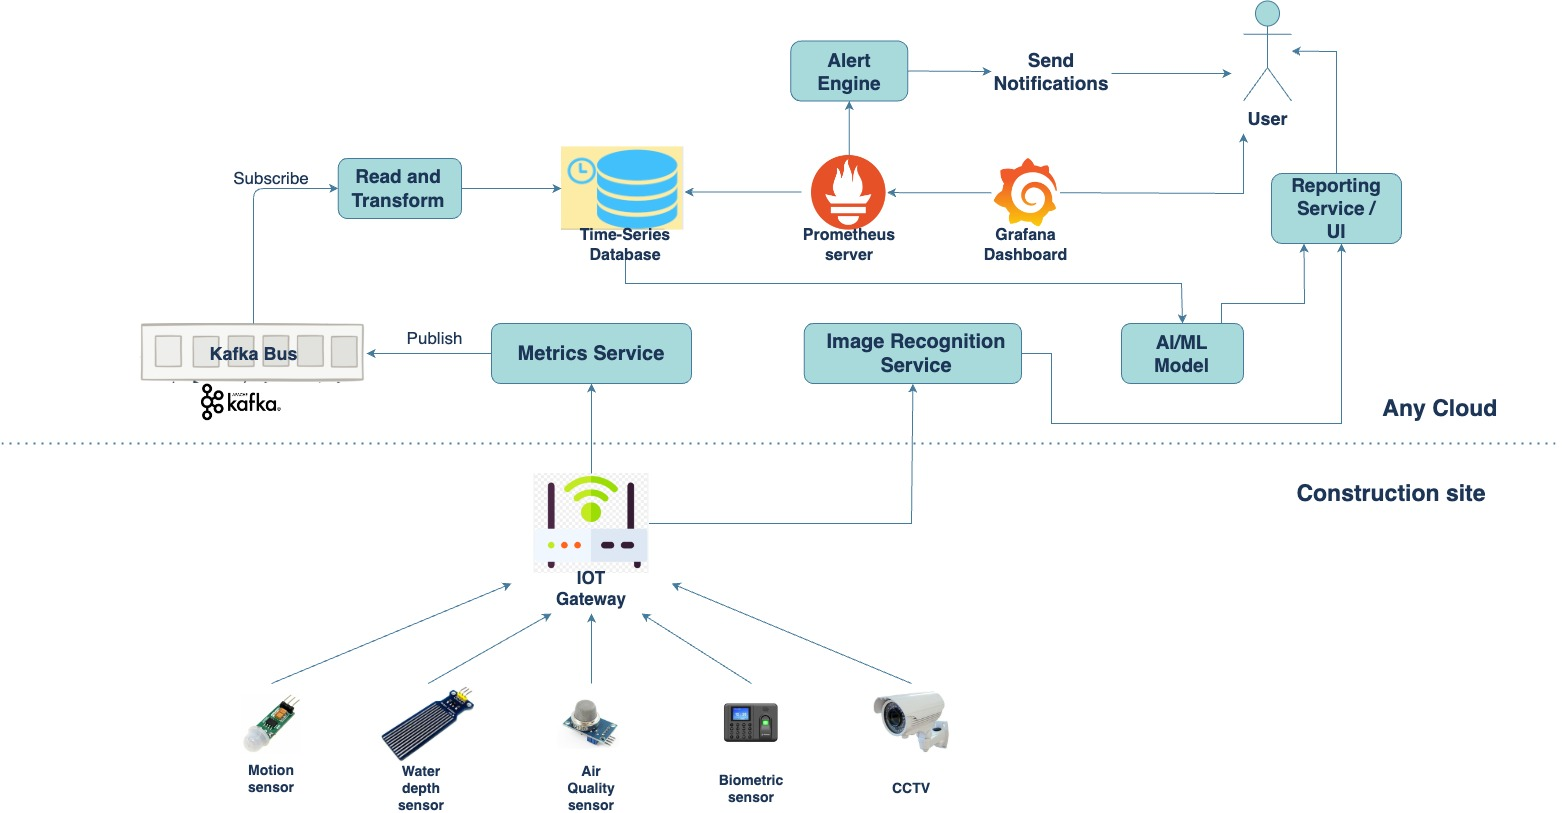 Alert
Engine
Send
Notifications
User
Subscribe
Read and
Transform
Time-Series
Database
Prometheus
server
Grafana
Dashboard
Reporting
Service /
UI
Kafka Bus
Publish
Metrics Service
Image Recognition
Service
AI/ML
Model
APACHE
kafka®
Any Cloud
Construction site
IOT
Gateway
Motion
sensor
Water
depth
sensor
Air
Quality
sensor
Biometric
sensor
CCTV